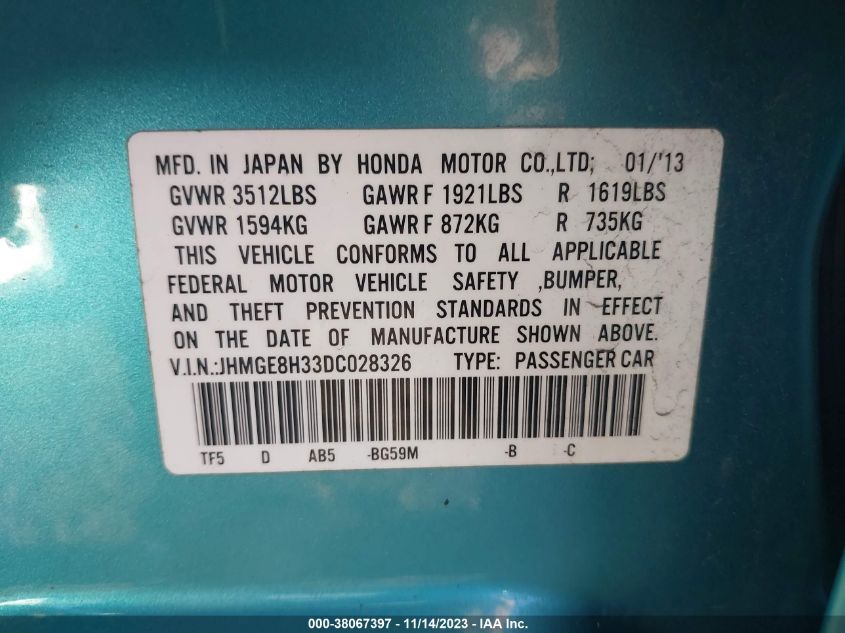 MFD. IN JAPAN BY HONDA MOTOR CO.,LTD; 01/'13
GVWR 3512LBS GAWR F 1921LBS R 1619LBS
GVWR 1594KG GAWR F 872KG R 735KG
THIS VEHICLE CONFORMS TO ALL APPLICABLE
FEDERAL MOTOR VEHICLE SAFETY ,BUMPER,
AND THEFT PREVENTION STANDARDS IN EFFECT
ON THE DATE OF MANUFACTURE SHOWN ABOVE.
V.I.N.:JHMGE8H33DC028326 TYPE: PASSENGER CAR
TF5 D AB5 -BG59M -B -C
000-38067397 - 11/14/2023 - IAAI.com